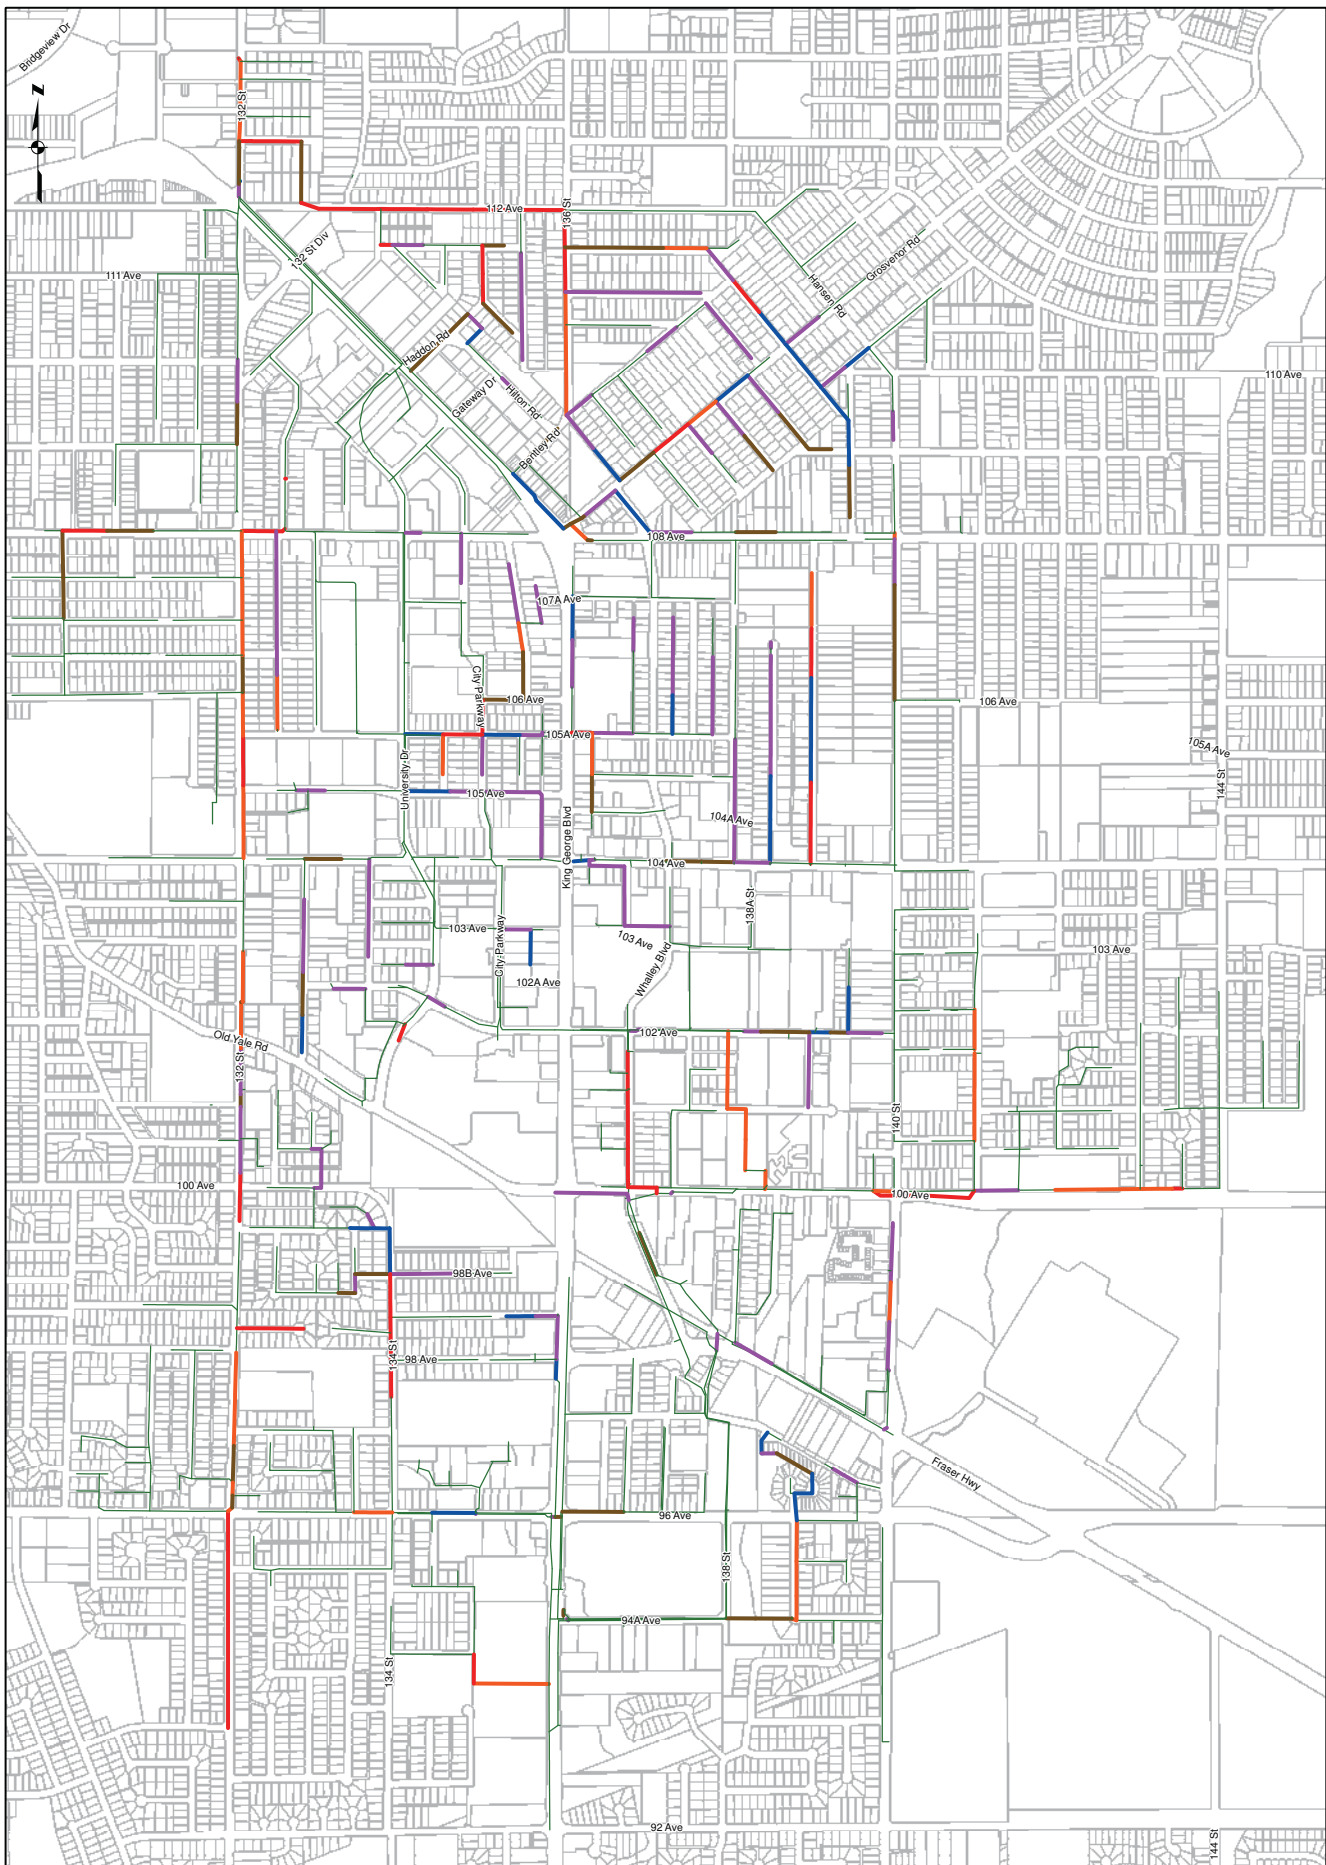 Bridgeview Dr
N
132 St
112 Ave
136 St
132 St Div
Grosvenor Rd
111 Ave
Hansen Rd
Haddon Rd
110 Ave
Gateway Dr
Hilton Rd
Bentley Rd
108 Ave
107A Ave
City Parkway
106 Ave
106 Ave
105A Ave
105A Ave
University Dr
144 St
105 Ave
104A Ave
King George Blvd
104 Ave
138A St
103 Ave
103 Ave
103 Ave
City Parkway
Whalley Blvd
102A Ave
102 Ave
Old Yale Rd
132 St
140 St
100 Ave
100 Ave
98B Ave
134 St
98 Ave
Fraser Hwy
96 Ave
138 St
94A Ave
134 St
92 Ave
144 St